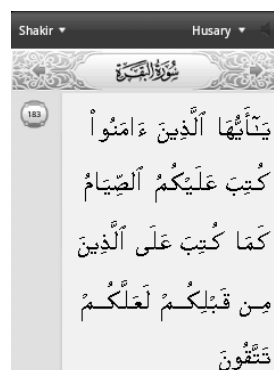 Shakir ▾ Husary ▾
سُورَةُ البَقَرَةِ
183
يَـٰٓأَيُّهَا ٱلَّذِينَ ءَامَنُوا۟
كُتِبَ عَلَيْكُمُ ٱلصِّيَامُ
كَمَا كُتِبَ عَلَى ٱلَّذِينَ
مِن قَبْلِكُمْ لَعَلَّكُمْ
تَتَّقُونَ